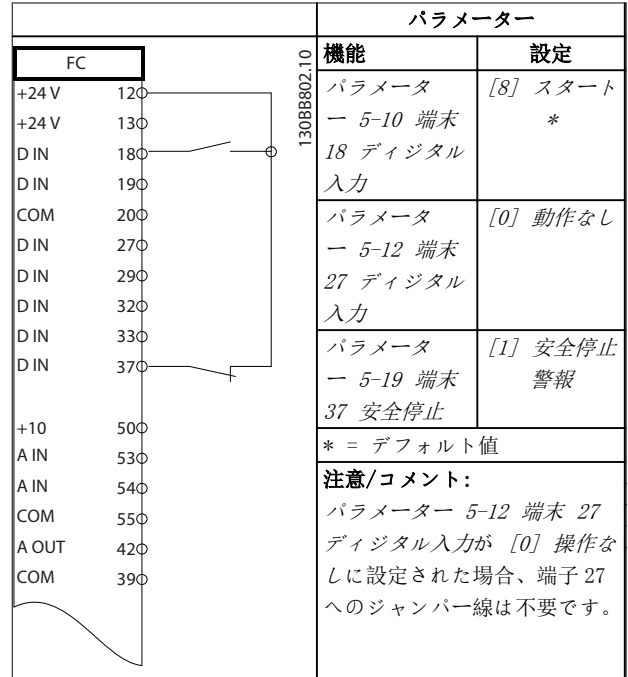 FC
+24 V 12
+24 V 13
D IN 18
D IN 19
COM 20
D IN 27
D IN 29
D IN 32
D IN 33
D IN 37
+10 50
A IN 53
A IN 54
COM 55
A OUT 42
COM 39
130BB802.10
パラメーター
機能 設定
パラメータ
ー 5-10 端末
18 ディジタル
入力
[8] スタート
*
パラメータ
ー 5-12 端末
27 ディジタル
入力
[0] 動作なし
パラメータ
ー 5-19 端末
37 安全停止
[1] 安全停止
警報
* = デフォルト値
注意/コメント:
パラメーター 5-12 端末 27
ディジタル入力が [0] 操作な
しに設定された場合、端子 27
へのジャンパー線は不要です。